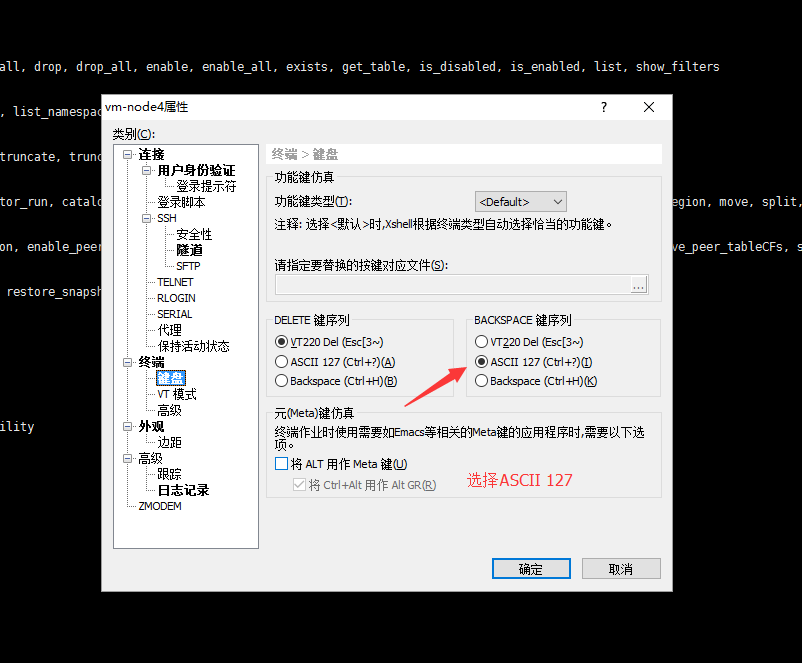 all, drop, drop_all, enable, enable_all, exists, get_table, is_disabled, is_enabled, list, show_filters
, list_namespac
truncate, trunc
tor_run, catalo
egion, move, split,
on, enable_peer
ve_peer_tableCFs, s
restore_snapsh
ility
vm-node4属性
?
类别(C):
连接
用户身份验证
登录提示符
登录脚本
SSH
安全性
隧道
SFTP
TELNET
RLOGIN
SERIAL
代理
保持活动状态
终端
键盘
VT 模式
高级
外观
边距
高级
跟踪
日志记录
ZMODEM
终端 > 键盘
功能键仿真
功能键类型(T):
<Default>
注释: 选择<默认>时,Xshell根据终端类型自动选择恰当的功能键。
请指定要替换的按键对应文件(S):
...
DELETE 键序列
VT220 Del (Esc[3~)
ASCII 127 (Ctrl+?)(A)
Backspace (Ctrl+H)(B)
BACKSPACE 键序列
VT220 Del (Esc[3~)
ASCII 127 (Ctrl+?)(I)
Backspace (Ctrl+H)(K)
元(Meta)键仿真
终端作业时使用需要如Emacs等相关的Meta键的应用程序时,需要以下选
项。
将 ALT 用作 Meta 键(U)
将 Ctrl+Alt 用作 Alt GR(R)
选择ASCII 127
确定
取消